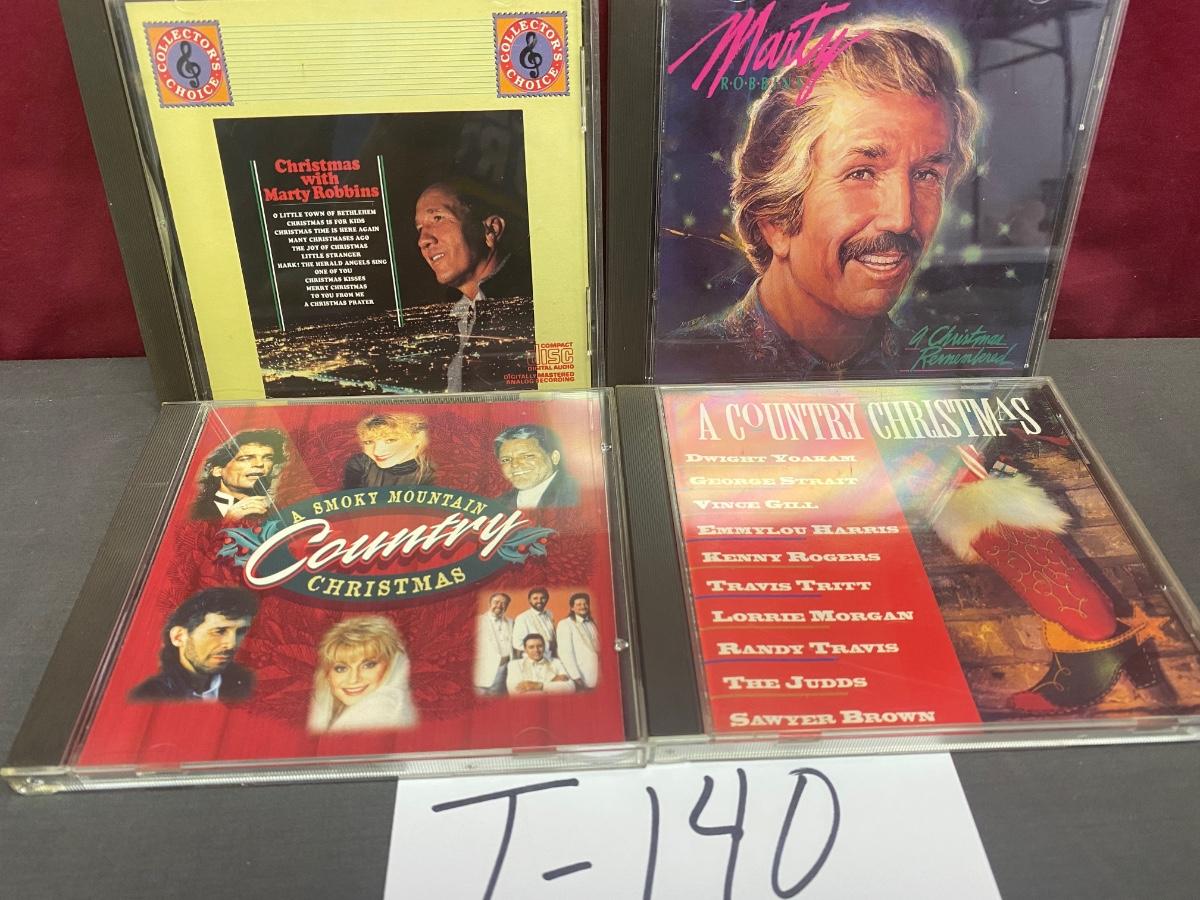 COLLECTOR'S CHOICE
COLLECTOR'S CHOICE
Christmas
with
Marty Robbins
O LITTLE TOWN OF BETHLEHEM
CHRISTMAS IS FOR KIDS
CHRISTMAS TIME IS HERE AGAIN
MANY CHRISTMASES AGO
THE JOY OF CHRISTMAS
LITTLE STRANGER
HARK! THE HERALD ANGELS SING
ONE OF YOU
CHRISTMAS KISSES
MERRY CHRISTMAS
TO YOU FROM ME
A CHRISTMAS PRAYER
COMPACT
DISC
DIGITAL AUDIO
DIGITALLY MASTERED
ANALOG RECORDING
Marty
R·O·B·B·I·N·S
A Christmas
Remembered
A SMOKY MOUNTAIN
Country
CHRISTMAS
A COUNTRY CHRISTMAS
DWIGHT YOAKAM
GEORGE STRAIT
VINCE GILL
EMMYLOU HARRIS
KENNY ROGERS
TRAVIS TRITT
LORRIE MORGAN
RANDY TRAVIS
THE JUDDS
SAWYER BROWN
T-140